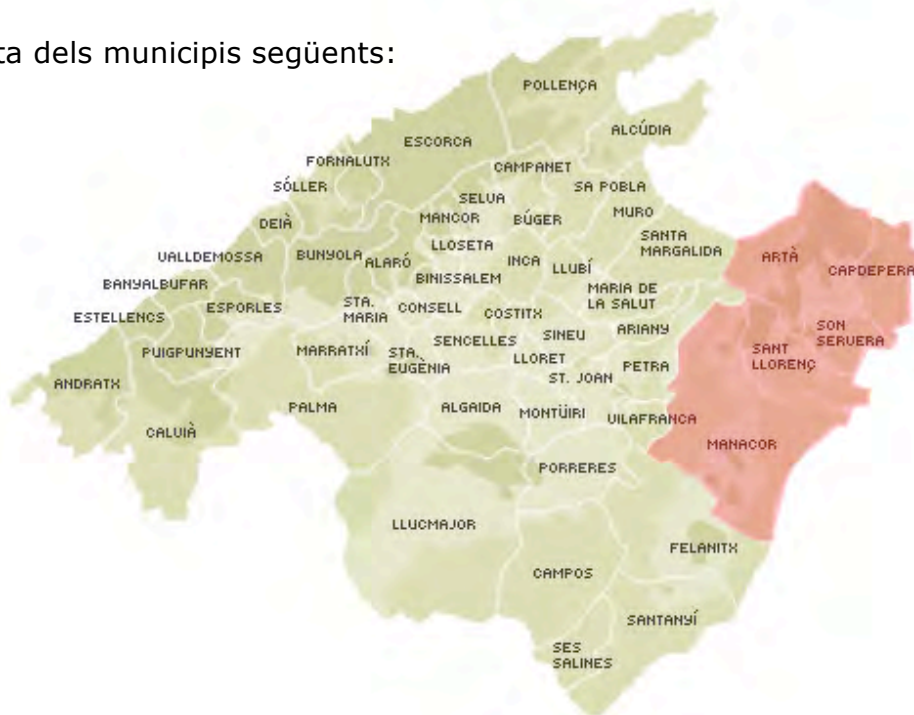 ta dels municipis següents:
POLLENÇA
ALCÚDIA
ESCORCA
FORNALUTX
CAMPANET
SÓLLER
SA POBLA
SELVA
MURO
MANCOR
BÚGER
DEIÀ
LLOSETA
SANTA
MARGALIDA
VALLDEMOSSA
BUNYOLA
ALARÓ
INCA
LLUBÍ
ARTÀ
CAPDEPERA
BINISSALEM
BANYALBUFAR
MARIA DE
LA SALUT
ESTELLENCS
ESPORLES
STA.
MARIA
CONSELL
COSTITX
ARIANY
SON
SERVERA
SINEU
SENCELLES
PUIGPUNYENT
MARRATXÍ
STA.
EUGÈNIA
LLORET
PETRA
SANT
LLORENÇ
ST. JOAN
ANDRATX
PALMA
ALGAIDA
MONTÜIRI
VILAFRANCA
CALVIÀ
MANACOR
PORRERES
LLUCMAJOR
FELANITX
CAMPOS
SANTANYÍ
SES
SALINES